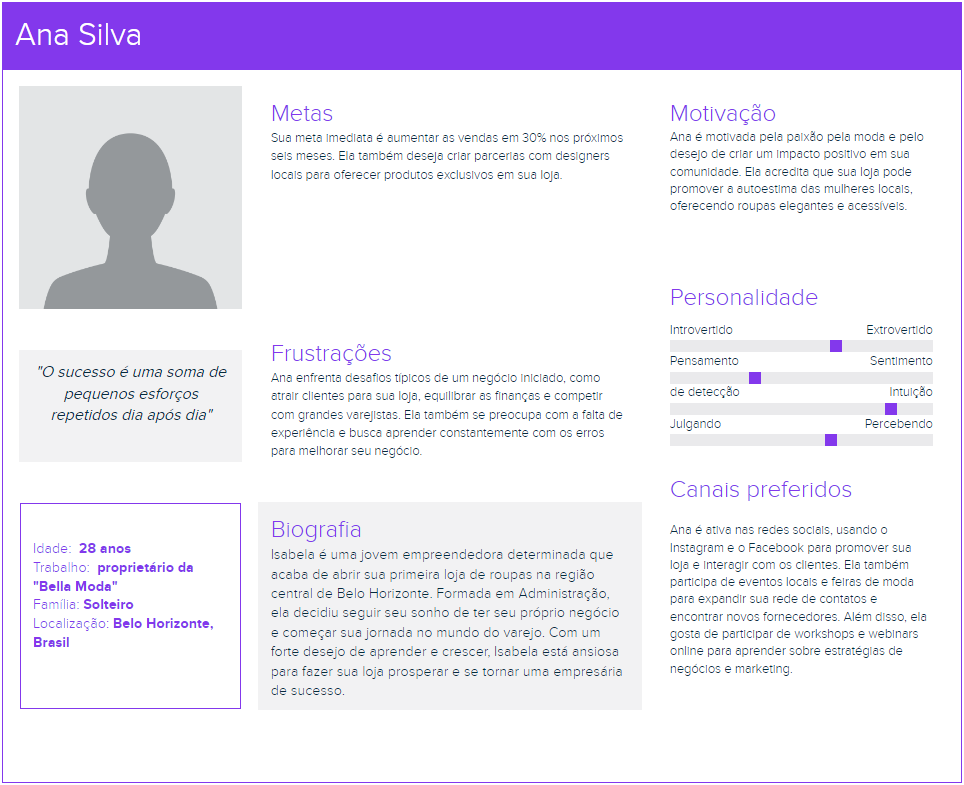 Ana Silva
"O sucesso é uma soma de
pequenos esforços
repetidos dia após dia"
Idade: 28 anos
Trabalho: proprietário da
"Bella Moda"
Família: Solteiro
Localização: Belo Horizonte,
Brasil
Metas
Sua meta imediata é aumentar as vendas em 30% nos próximos
seis meses. Ela também deseja criar parcerias com designers
locais para oferecer produtos exclusivos em sua loja.
Frustrações
Ana enfrenta desafios típicos de um negócio iniciado, como
atrair clientes para sua loja, equilibrar as finanças e competir
com grandes varejistas. Ela também se preocupa com a falta de
experiência e busca aprender constantemente com os erros
para melhorar seu negócio.
Biografia
Isabela é uma jovem empreendedora determinada que
acaba de abrir sua primeira loja de roupas na região
central de Belo Horizonte. Formada em Administração,
ela decidiu seguir seu sonho de ter seu próprio negócio
e começar sua jornada no mundo do varejo. Com um
forte desejo de aprender e crescer, Isabela está ansiosa
para fazer sua loja prosperar e se tornar uma empresária
de sucesso.
Motivação
Ana é motivada pela paixão pela moda e pelo
desejo de criar um impacto positivo em sua
comunidade. Ela acredita que sua loja pode
promover a autoestima das mulheres locais,
oferecendo roupas elegantes e acessíveis.
Personalidade
Introvertido Extrovertido
Pensamento Sentimento
de detecção Intuição
Julgando Percebendo
Canais preferidos
Ana é ativa nas redes sociais, usando o
Instagram e o Facebook para promover sua
loja e interagir com os clientes. Ela também
participa de eventos locais e feiras de moda
para expandir sua rede de contatos e
encontrar novos fornecedores. Além disso, ela
gosta de participar de workshops e webinars
online para aprender sobre estratégias de
negócios e marketing.